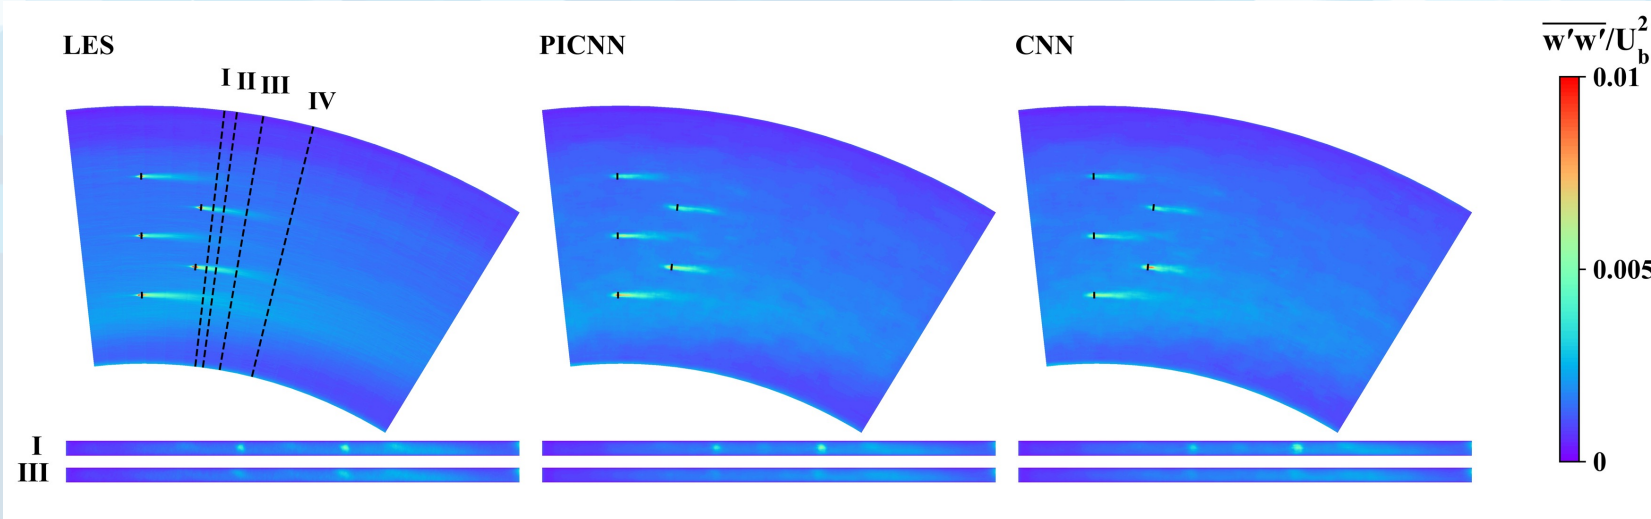 LES
PICNN
CNN
I II III IV
w′w′/U_b^2
0.01
0.005
0
I
III